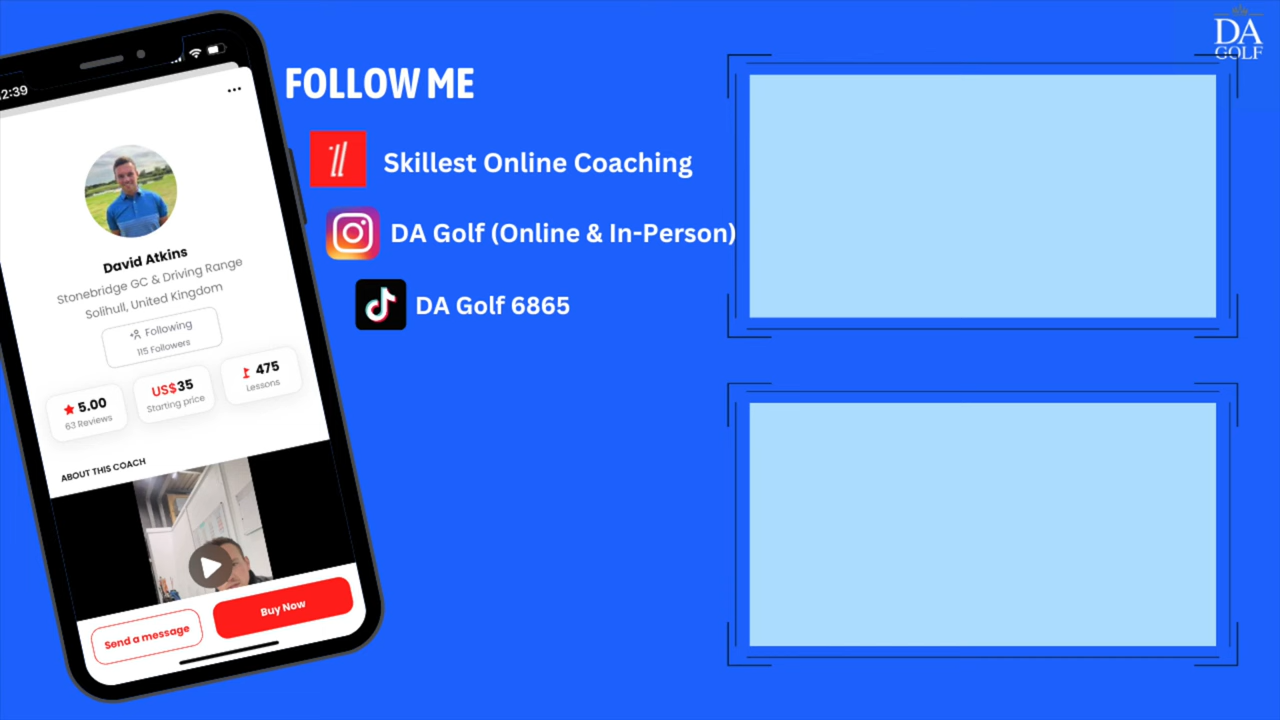 DA
GOLF
FOLLOW ME
Skillest Online Coaching
DA Golf (Online & In-Person)
DA Golf 6865
2:39
David Atkins
Stonebridge GC & Driving Range
Solihull, United Kingdom
Following
115 Followers
5.00
63 Reviews
US$35
Starting price
475
Lessons
ABOUT THIS COACH
Send a message
Buy Now